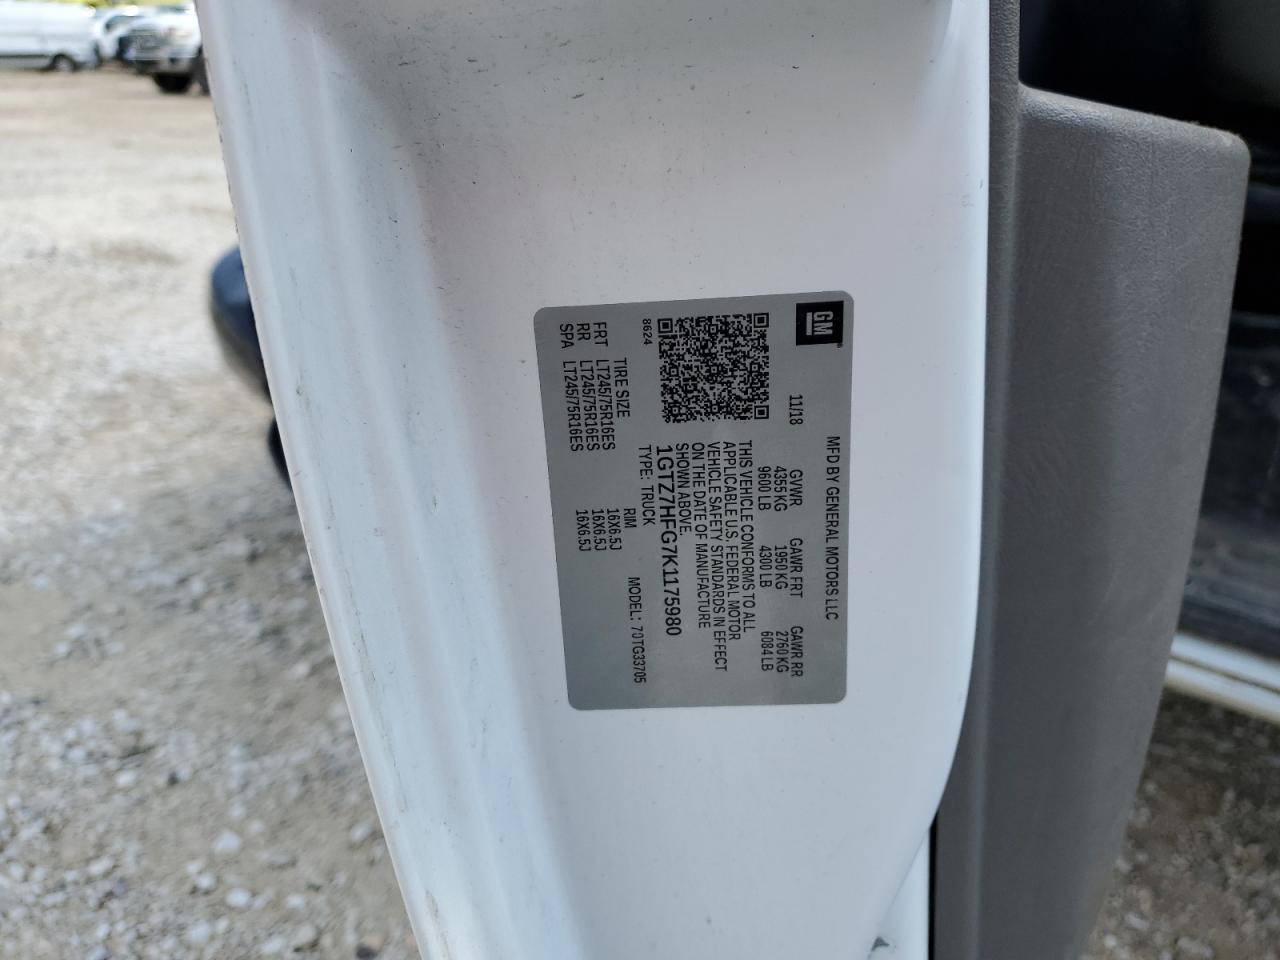 GM
MFD BY GENERAL MOTORS LLC
11/18
GVWR GAWR FRT GAWR RR
4355 KG 1950 KG 2760 KG
9600 LB 4300 LB 6084 LB
THIS VEHICLE CONFORMS TO ALL
APPLICABLE U.S. FEDERAL MOTOR
VEHICLE SAFETY STANDARDS IN EFFECT
ON THE DATE OF MANUFACTURE
SHOWN ABOVE.
1GTZ7HFG7K1175980
8624
TYPE: TRUCK MODEL: 70TG33705
TIRE SIZE RIM
FRT LT245/75R16ES 16X6.5J
RR LT245/75R16ES 16X6.5J
SPA LT245/75R16ES 16X6.5J